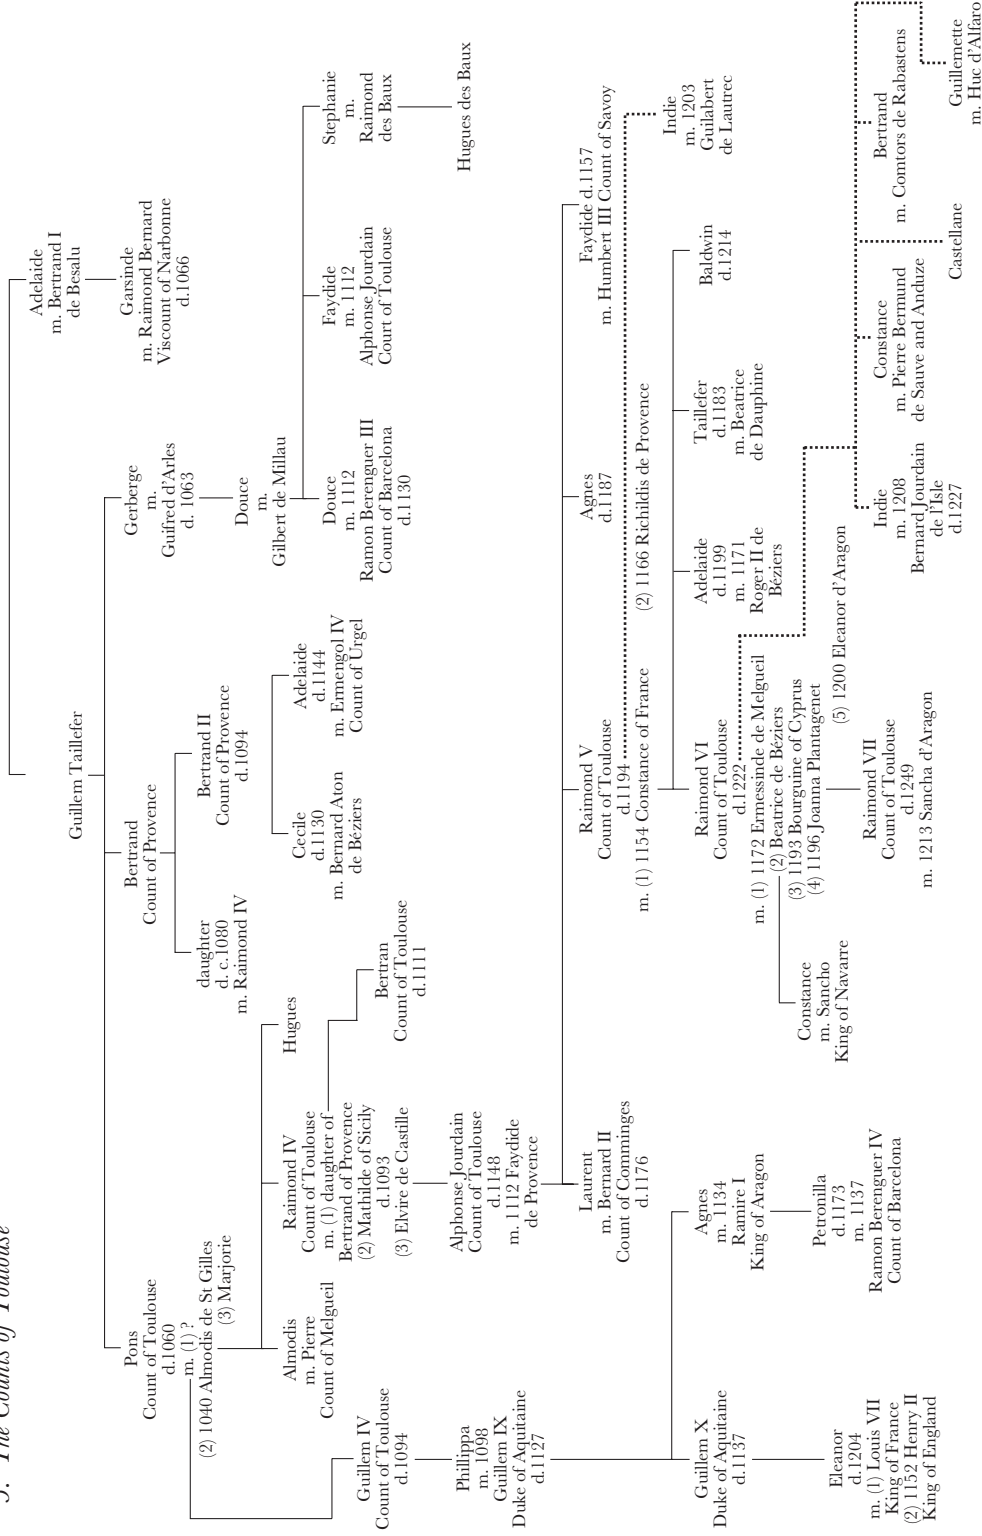 5. The Counts of Toulouse
Guillem Taillefer
Adelaide
m. Bertrand I
de Besalu
Garsinde
m. Raimond Bernard
Viscount of Narbonne
d.1066
Pons
Count of Toulouse
d.1060
m. (1) ?
(2) 1040 Almodis de St Gilles
(3) Marjorie
Bertrand
Count of Provence
Gerberge
m.
Guifred d'Arles
d. 1063
daughter
d. c.1080
m. Raimond IV
Bertrand II
Count of Provence
d.1094
Douce
m.
Gilbert de Millau
Almodis
m. Pierre
Count of Melgueil
Raimond IV
Count of Toulouse
m. (1) daughter of
Bertrand of Provence
(2) Mathilde of Sicily
d.1093
(3) Elvire de Castille
Hugues
Cecile
d.1130
m. Bernard Aton
de Béziers
Adelaide
d.1144
m. Ermengol IV
Count of Urgel
Douce
m. 1112
Ramon Berenguer III
Count of Barcelona
d.1130
Faydide
m. 1112
Alphonse Jourdain
Court of Toulouse
Stephanie
m.
Raimond
des Baux
Hugues des Baux
Guillem IV
Count of Toulouse
d.1094
Bertran
Count of Toulouse
d.1111
Phillippa
m. 1098
Guillem IX
Duke of Aquitaine
d.1127
Alphonse Jourdain
Count of Toulouse
d.1148
m. 1112 Faydide
de Provence
Laurent
m. Bernard II
Count of Comminges
d.1176
Raimond V
Count of Toulouse
d.1194
m. (1) 1154 Constance of France
(2) 1166 Richildis de Provence
Agnes
d.1187
Faydide d.1157
m. Humbert III Count of Savoy
Indie
m. 1203
Guilabert
de Lautrec
Guillem X
Duke of Aquitaine
d.1137
Agnes
m. 1134
Ramire I
King of Aragon
Raimond VI
Count of Toulouse
d.1222
m. (1) 1172 Ermessinde de Melgueil
(2) Beatrice de Béziers
(3) 1193 Bourguine of Cyprus
(4) 1196 Joanna Plantagenet
(5) 1200 Eleanor d'Aragon
Adelaide
d.1199
m. 1171
Roger II de
Béziers
Taillefer
d.1183
m. Beatrice
de Dauphine
Baldwin
d.1214
Eleanor
d.1204
m. (1) Louis VII
King of France
(2) 1152 Henry II
King of England
Petronilla
d.1173
m. 1137
Ramon Berenguer IV
Count of Barcelona
Constance
m. Sancho
King of Navarre
Raimond VII
Count of Toulouse
d.1249
m. 1213 Sancha d'Aragon
Indie
m. 1208
Bernard Jourdain
de l'Isle
d.1227
Constance
m. Pierre Bermund
de Sauve and Anduze
Castellane
Bertrand
m. Comtors de Rabastens
Guillemette
m. Huc d'Alfaro